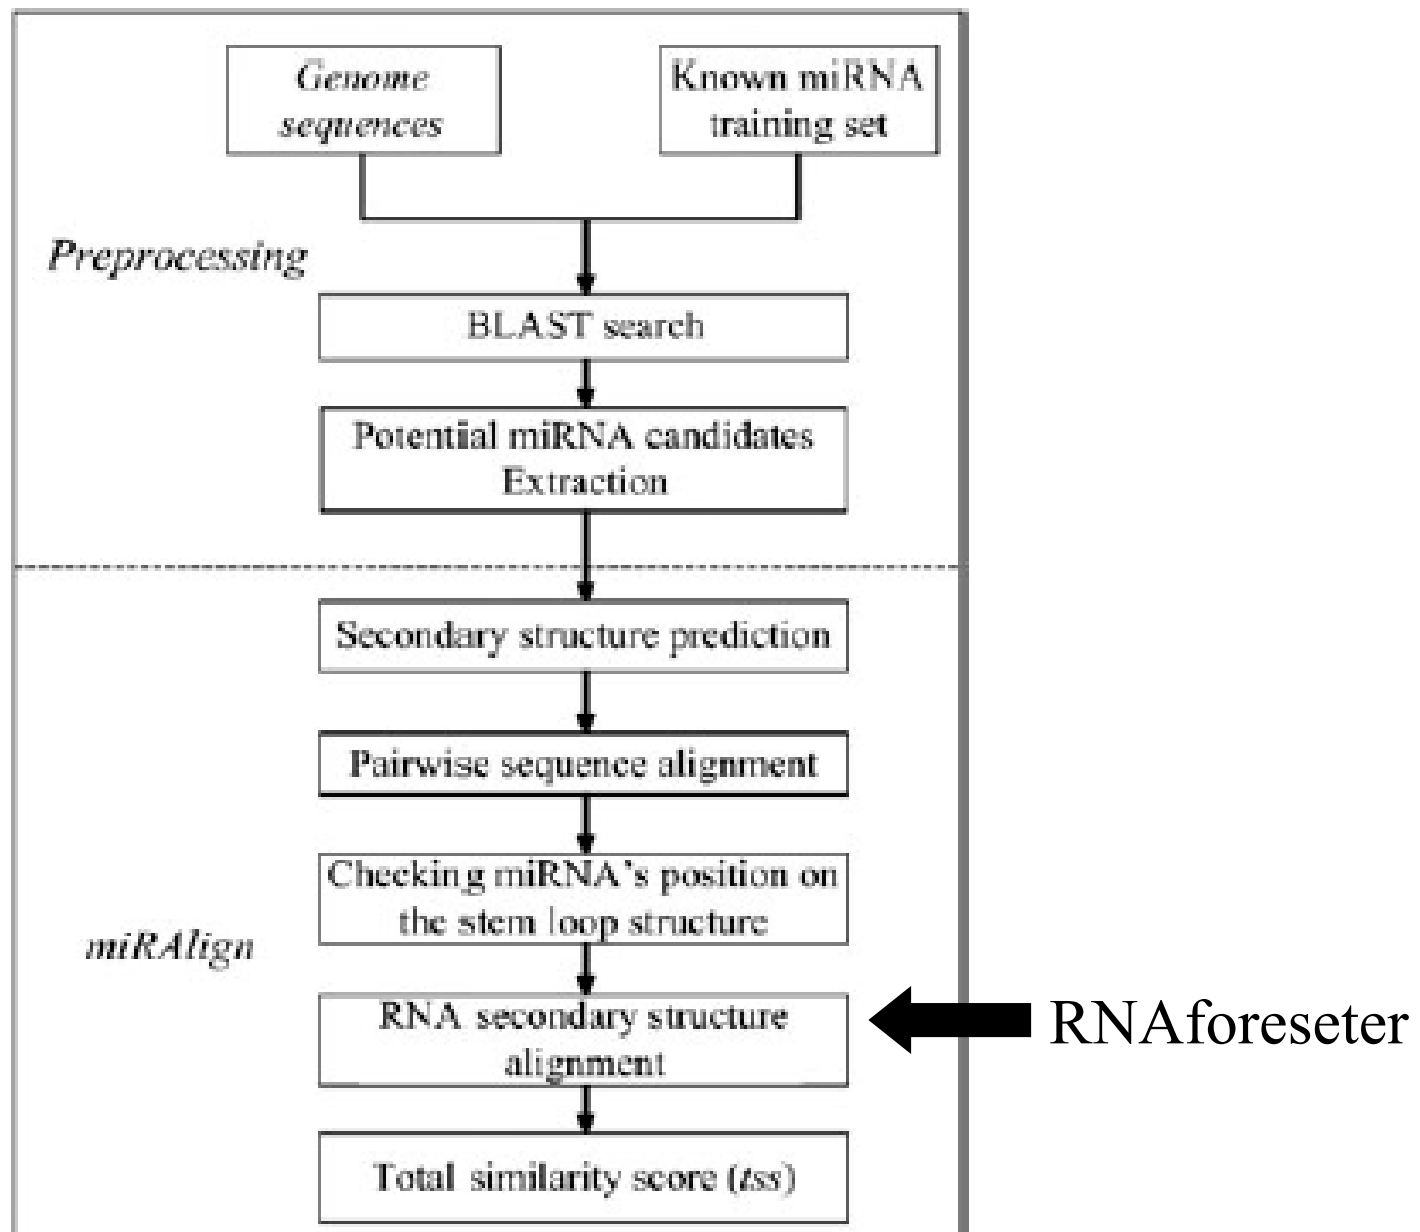 Genome
sequences
Known miRNA
training set
Preprocessing
BLAST search
Potential miRNA candidates
Extraction
Secondary structure prediction
Pairwise sequence alignment
Checking miRNA's position on
the stem loop structure
miRAlign
RNA secondary structure
alignment
RNAforeseter
Total similarity score (tss)